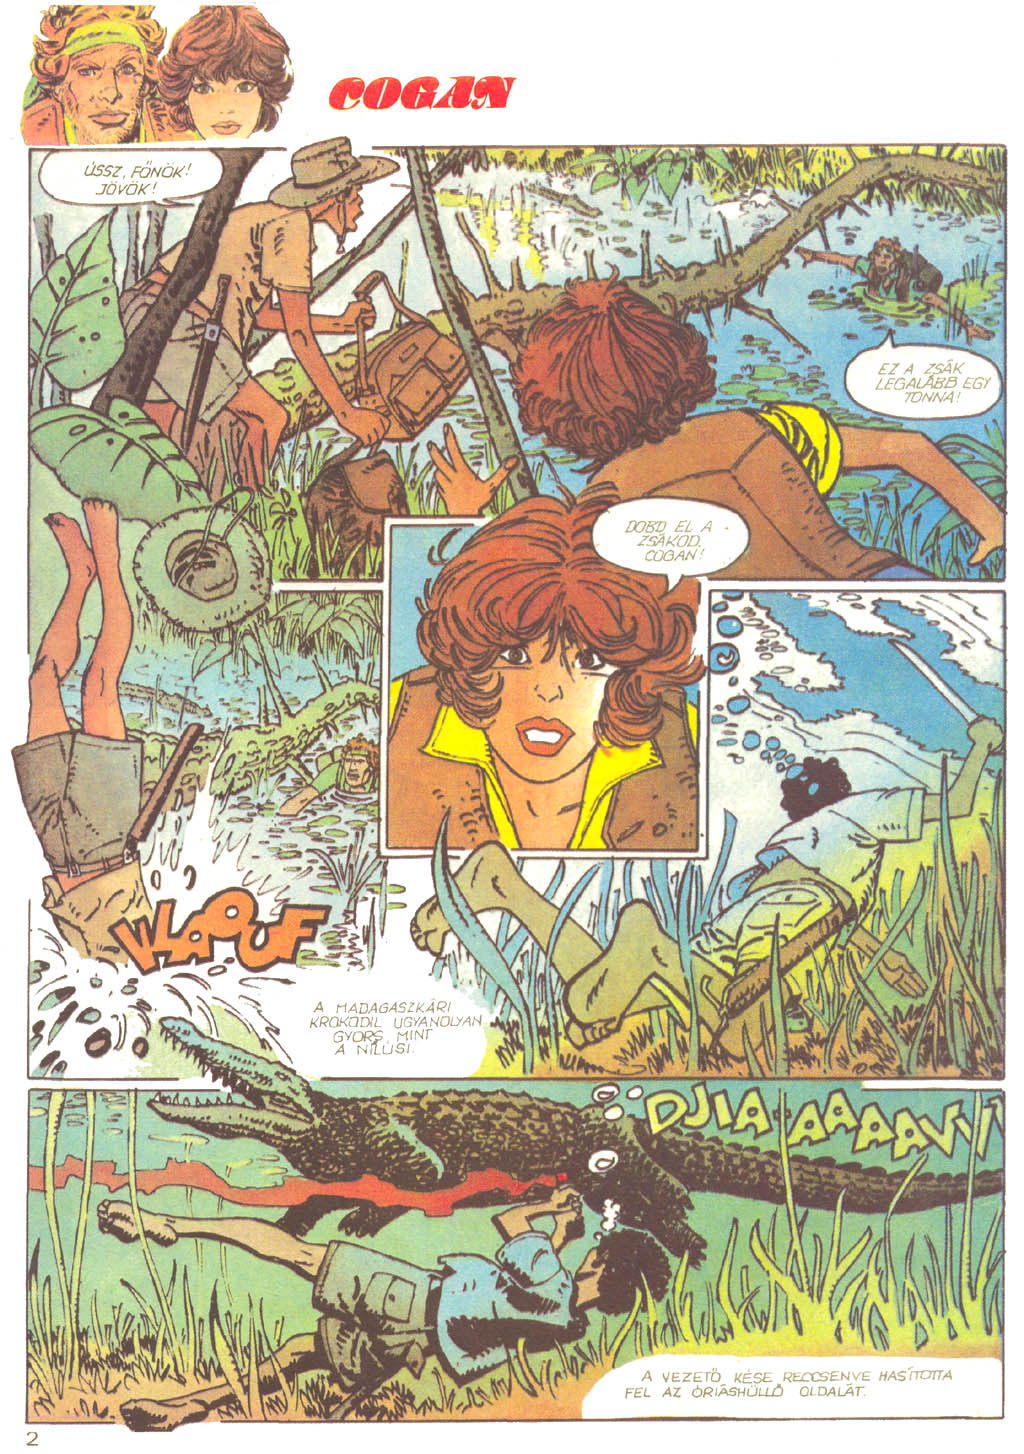 COGAN
ÚSSZ, FŐNÖK!
JÖVÖK!
EZ A ZSÁK
LEGALÁBB EGY
TONNA!
DOBD EL A
ZSÁKOD,
COGAN!
VLAOUF
A MADAGASZKÁRI
KROKODIL UGYANOLYAN
GYORS, MINT
A NÍLUSI.
DJIA-AAAAVII
A VEZETŐ KÉSE RECCSENVE HASÍTOTTA
FEL AZ ÓRIÁSHÜLLŐ OLDALÁT.
2